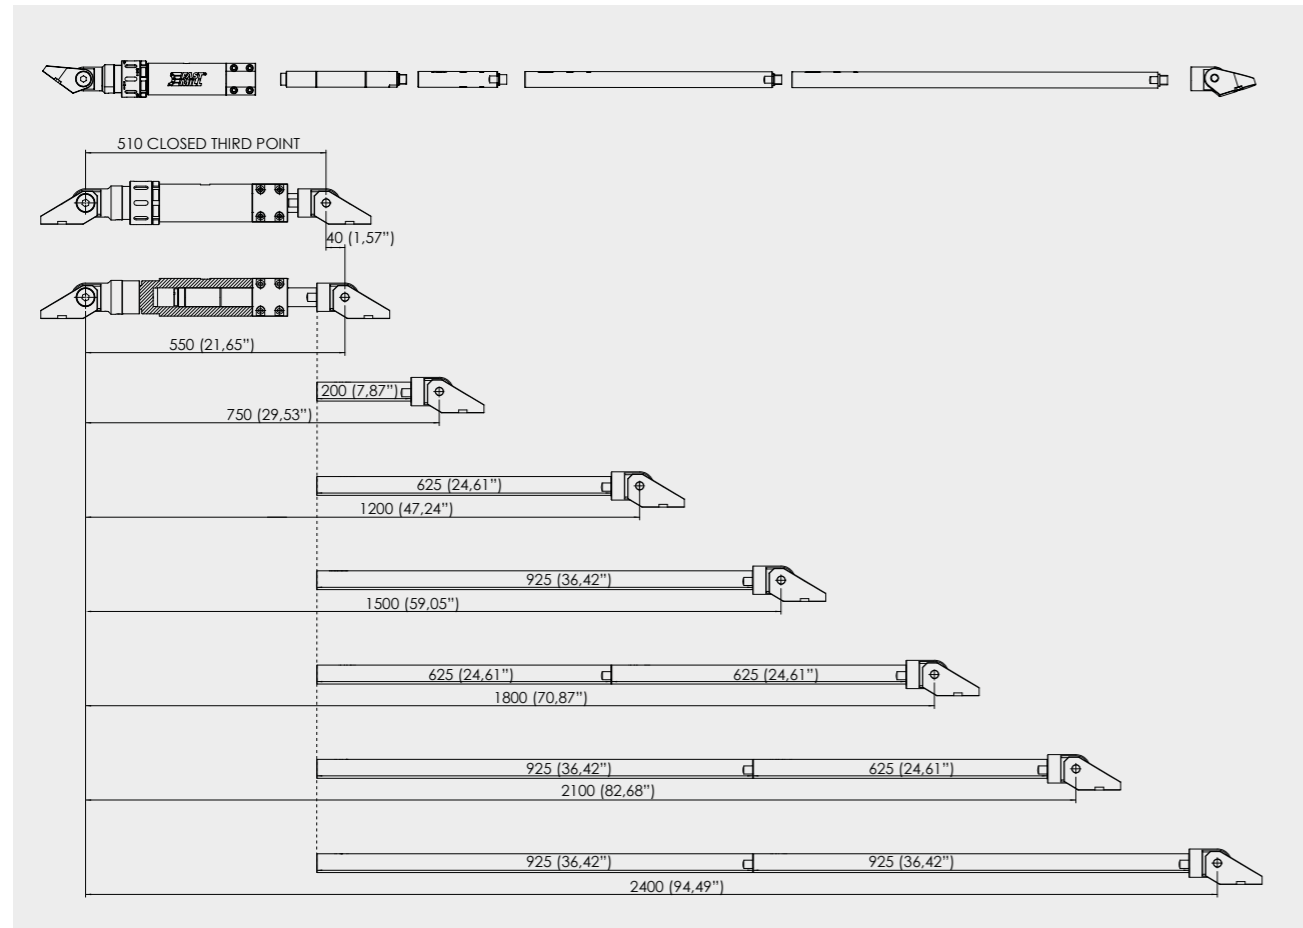 510 CLOSED THIRD POINT
40 (1,57”)
550 (21,65”)
200 (7,87”)
750 (29,53”)
625 (24,61”)
1200 (47,24”)
925 (36,42”)
1500 (59,05”)
625 (24,61”) 625 (24,61”)
1800 (70,87”)
925 (36,42”) 625 (24,61”)
2100 (82,68”)
925 (36,42”) 925 (36,42”)
2400 (94,49”)